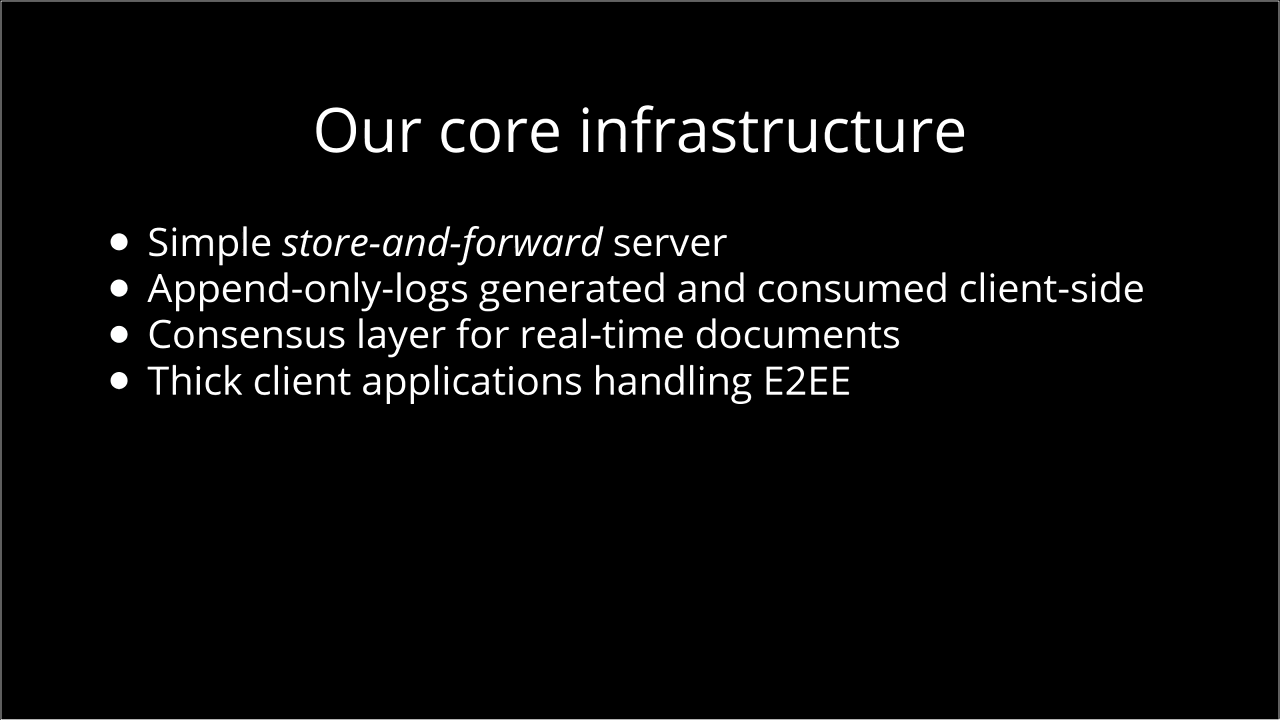 Our core infrastructure
● Simple store-and-forward server
● Append-only-logs generated and consumed client-side
● Consensus layer for real-time documents
● Thick client applications handling E2EE